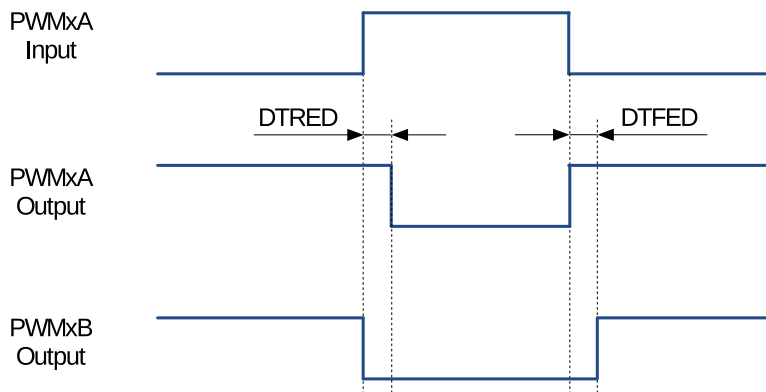 PWMxA
Input
DTRED
DTFED
PWMxA
Output
PWMxB
Output